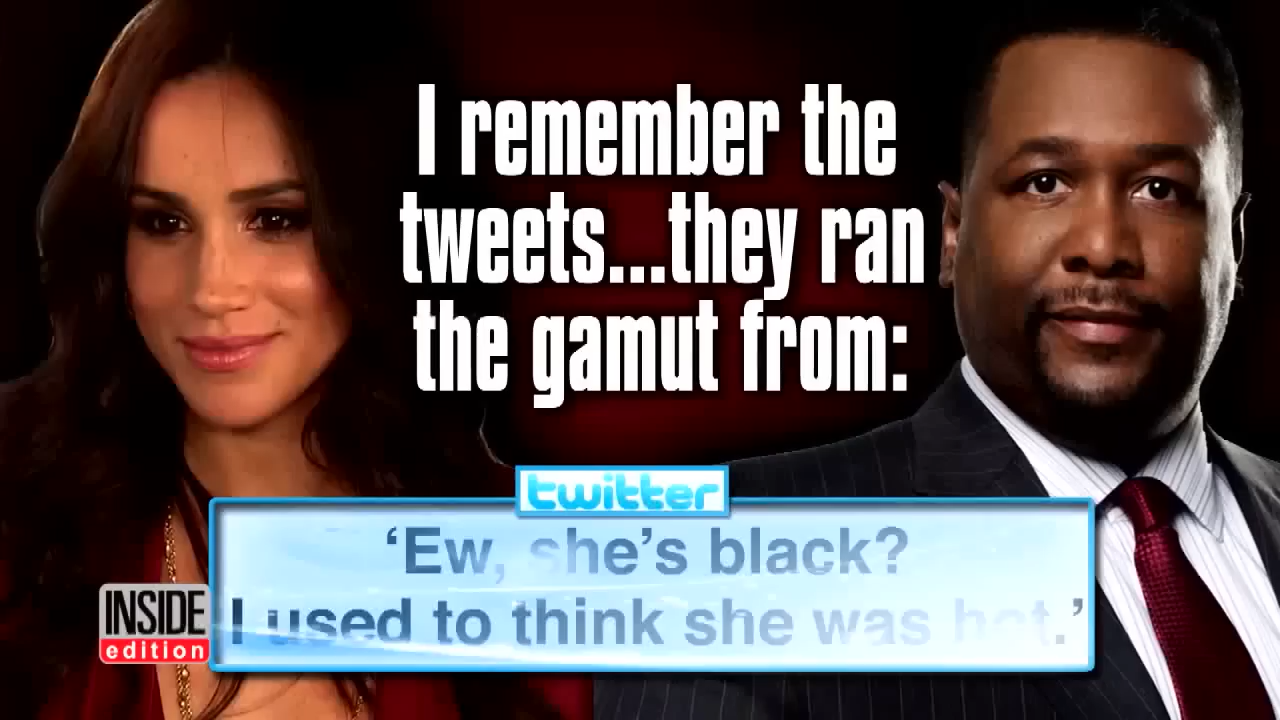 I remember the
tweets...they ran
the gamut from:
twitter
‘Ew, she’s black?
I used to think she was hot.’
INSIDE
edition